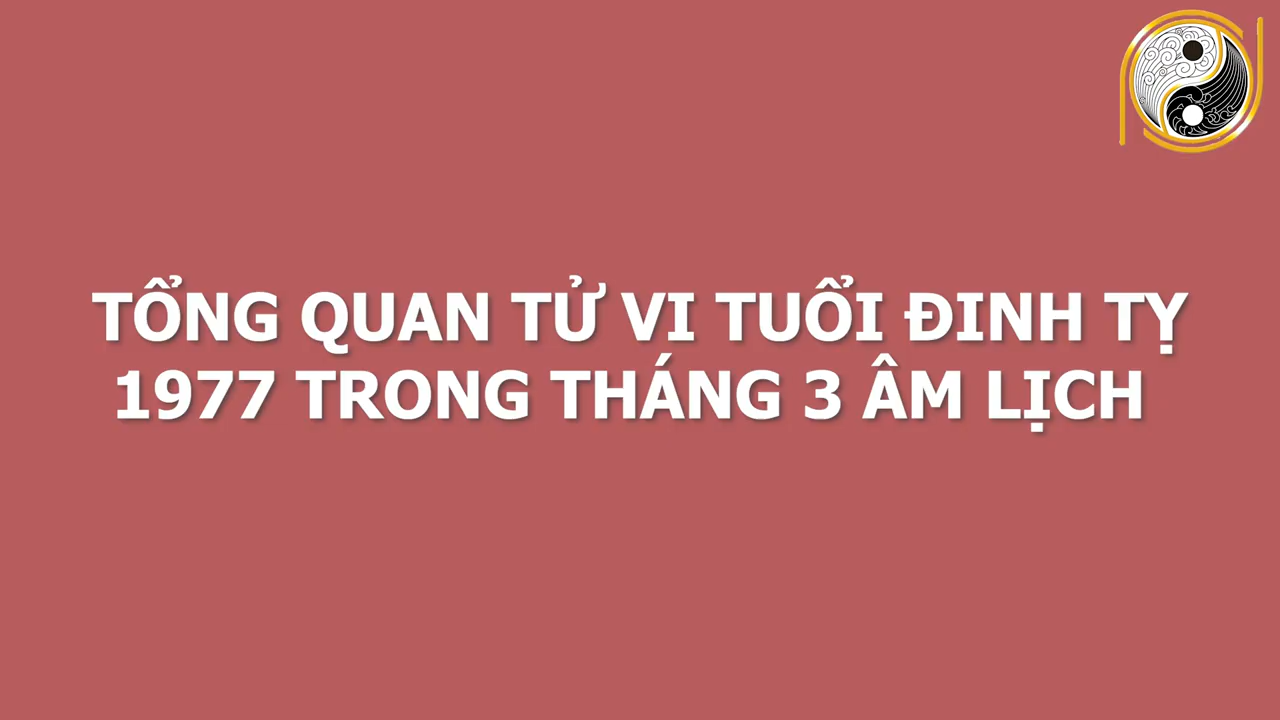 TỔNG QUAN TỬ VI TUỔI ĐINH TỴ
1977 TRONG THÁNG 3 ÂM LỊCH